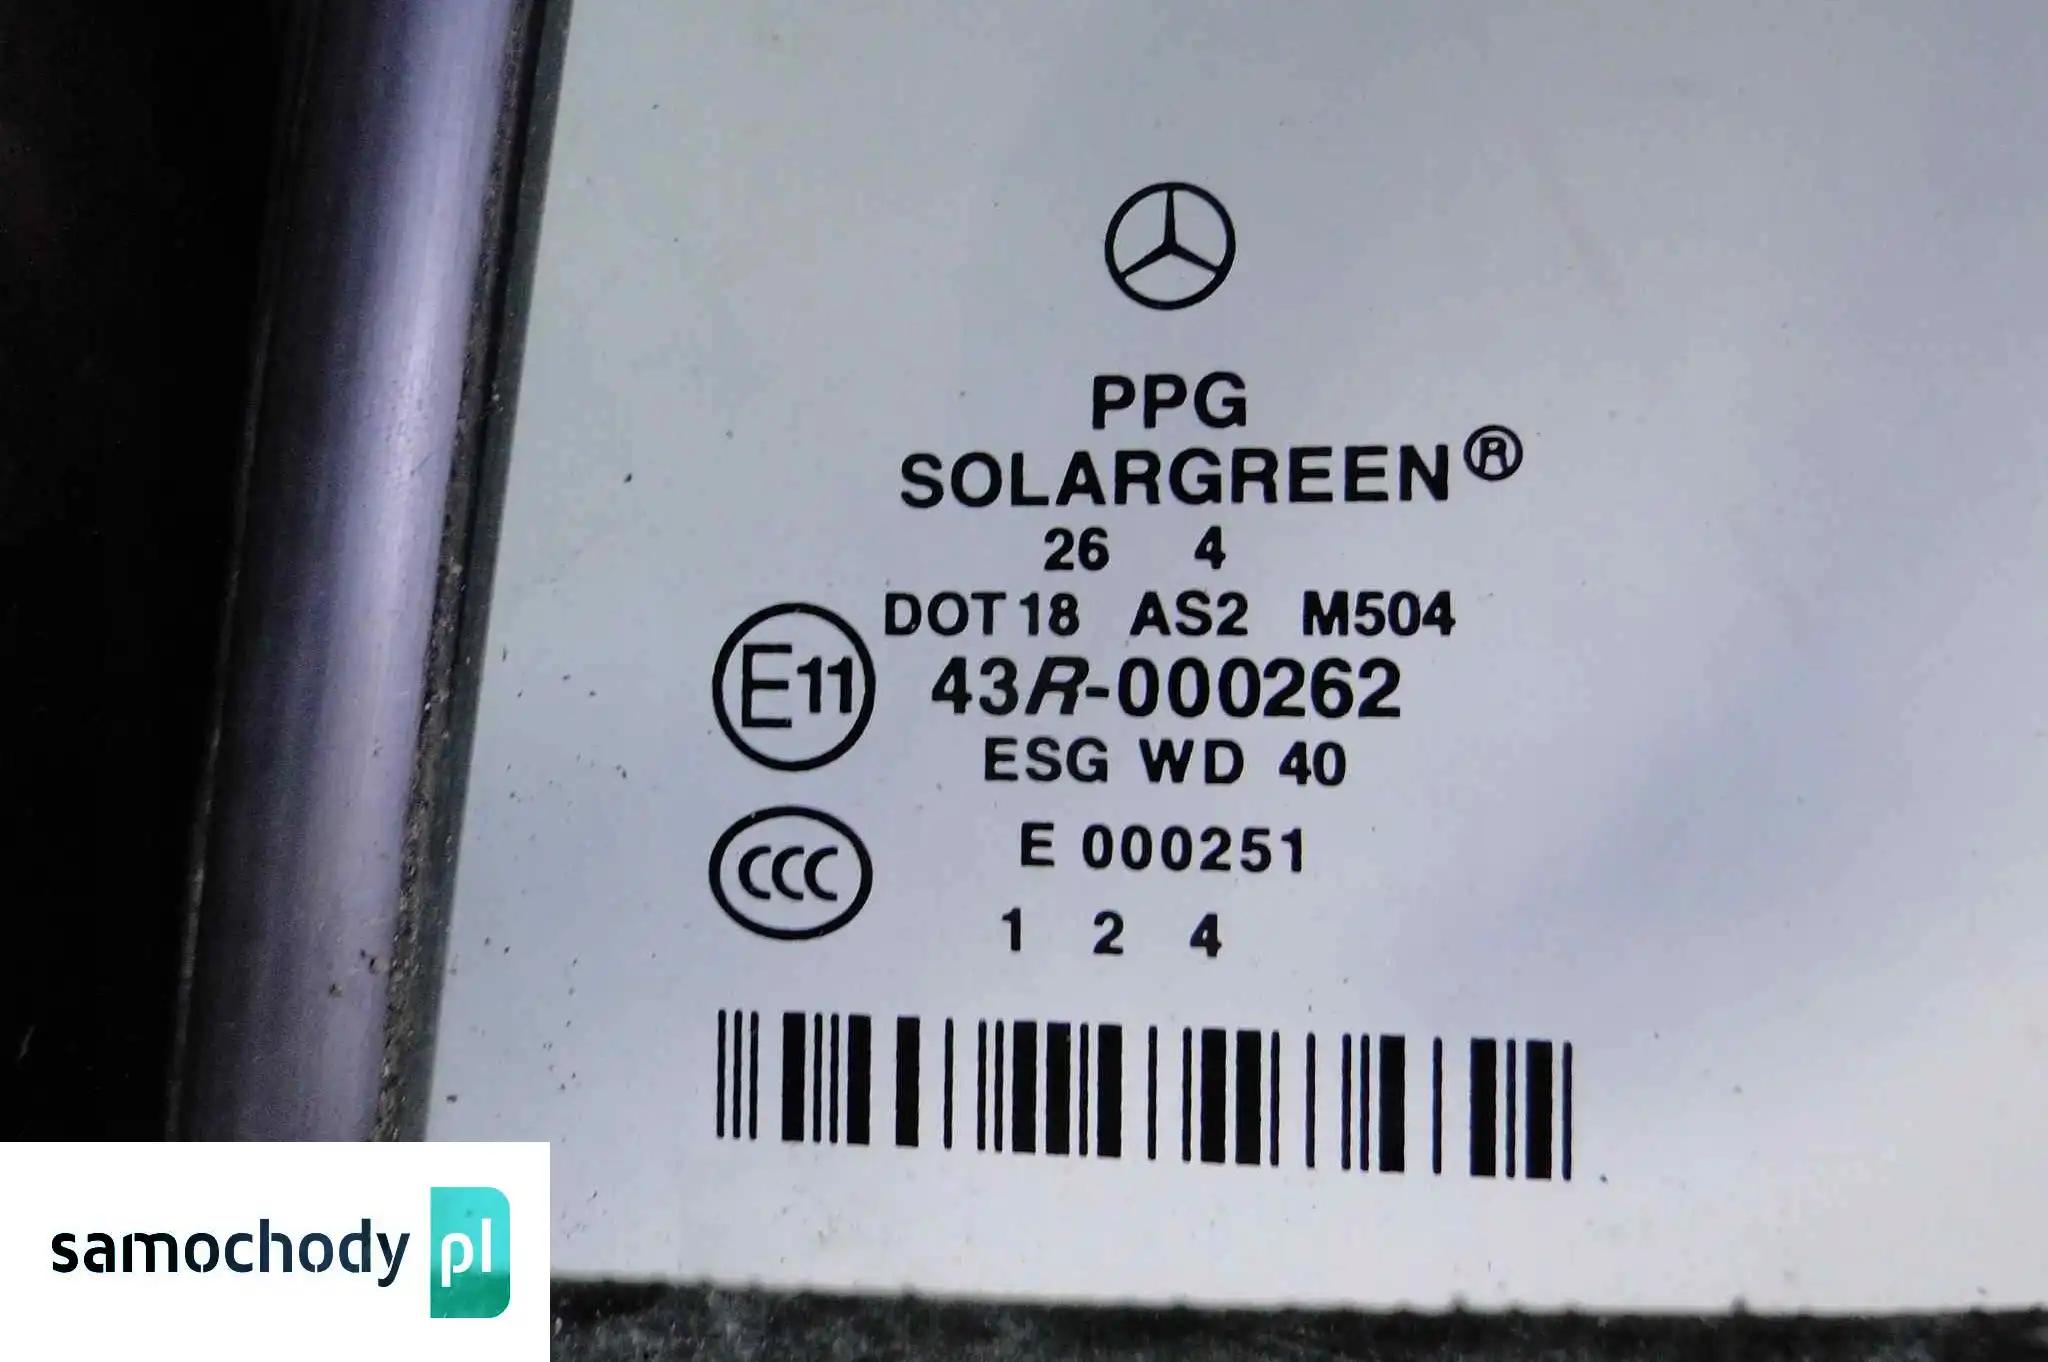 PPG
SOLARGREEN®
26 4
DOT 18 AS2 M504
E11 43R-000262
ESG WD 40
CCC E 000251
1 2 4
samochody pl